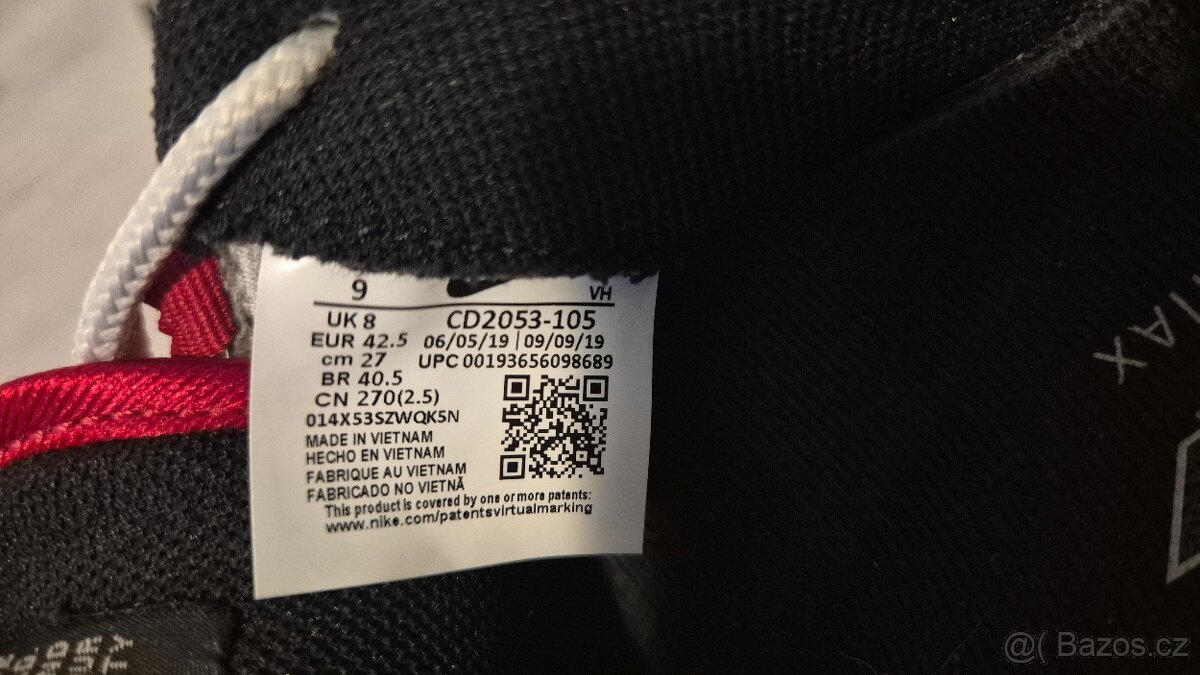 9 VH
UK 8 CD2053-105
EUR 42.5 06/05/19 | 09/09/19
cm 27 UPC 00193656098689
BR 40.5
CN 270(2.5)
014X53SZWQK5N
MADE IN VIETNAM
HECHO EN VIETNAM
FABRIQUE AU VIETNAM
FABRICADO NO VIETNÃ
This product is covered by one or more patents:
www.nike.com/patentsvirtualmarking
AX
@( Bazos.cz